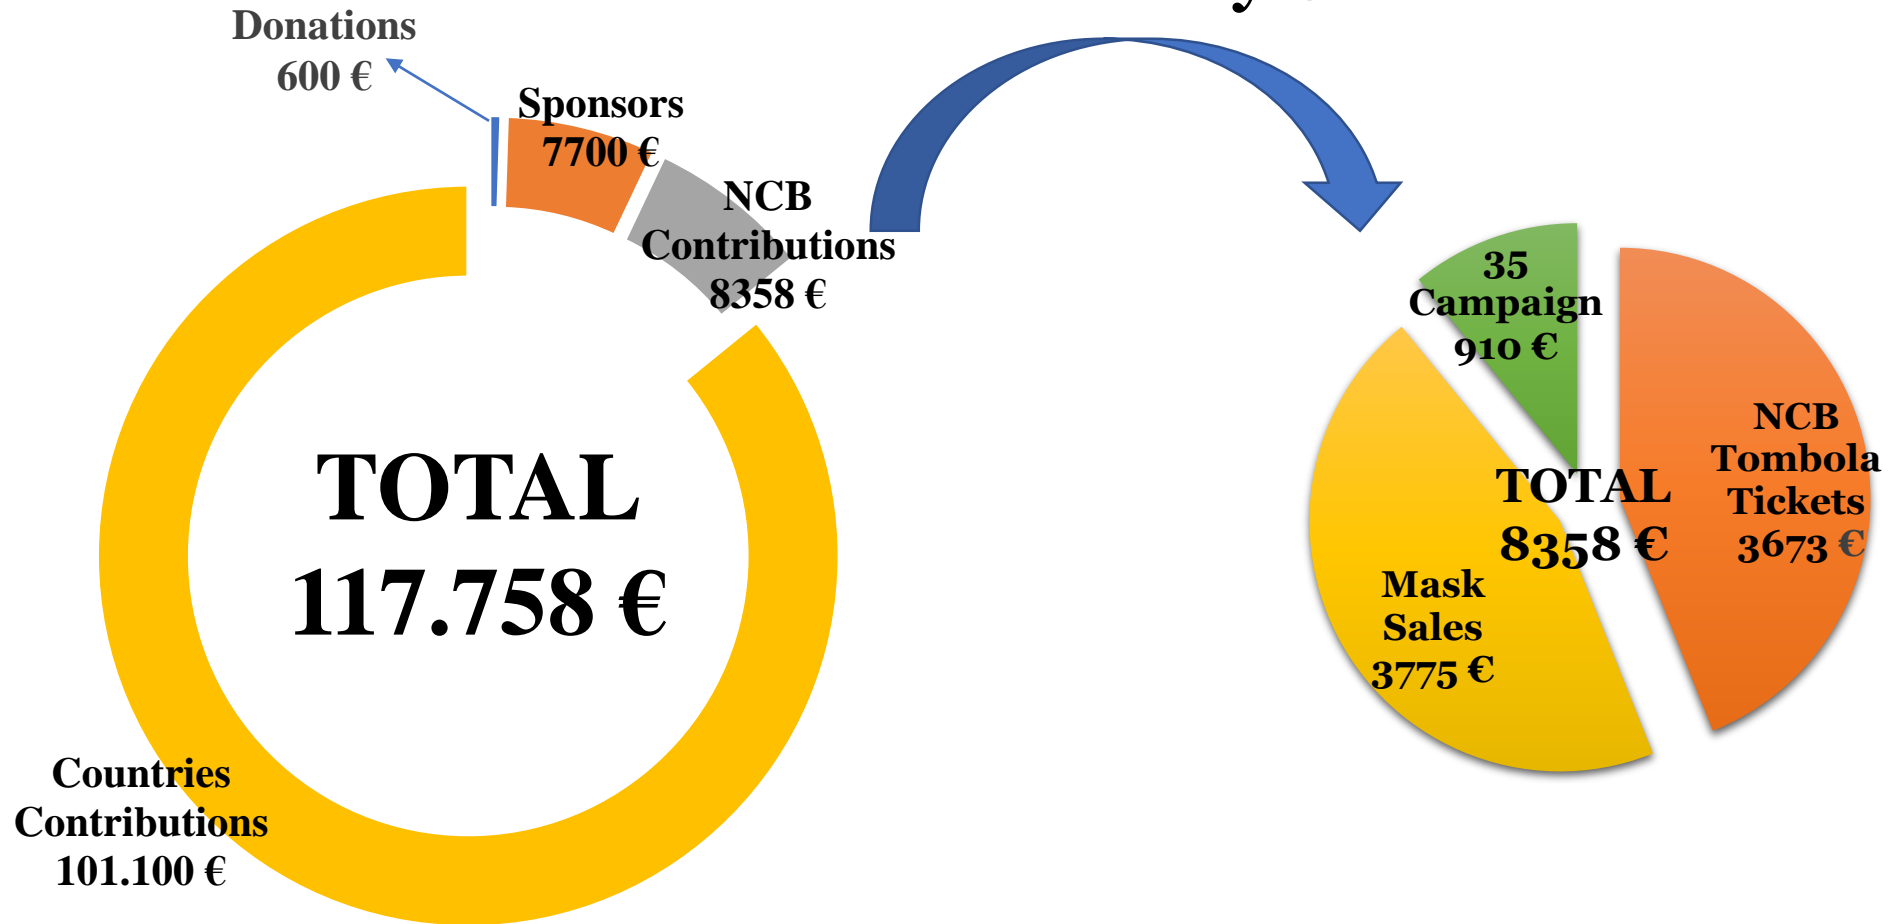 Donations
600 €
Sponsors
7700 €
NCB
Contributions
8358 €
TOTAL
117.758 €
Countries
Contributions
101.100 €
35
Campaign
910 €
NCB
Tombola
Tickets
3673 €
TOTAL
8358 €
Mask
Sales
3775 €